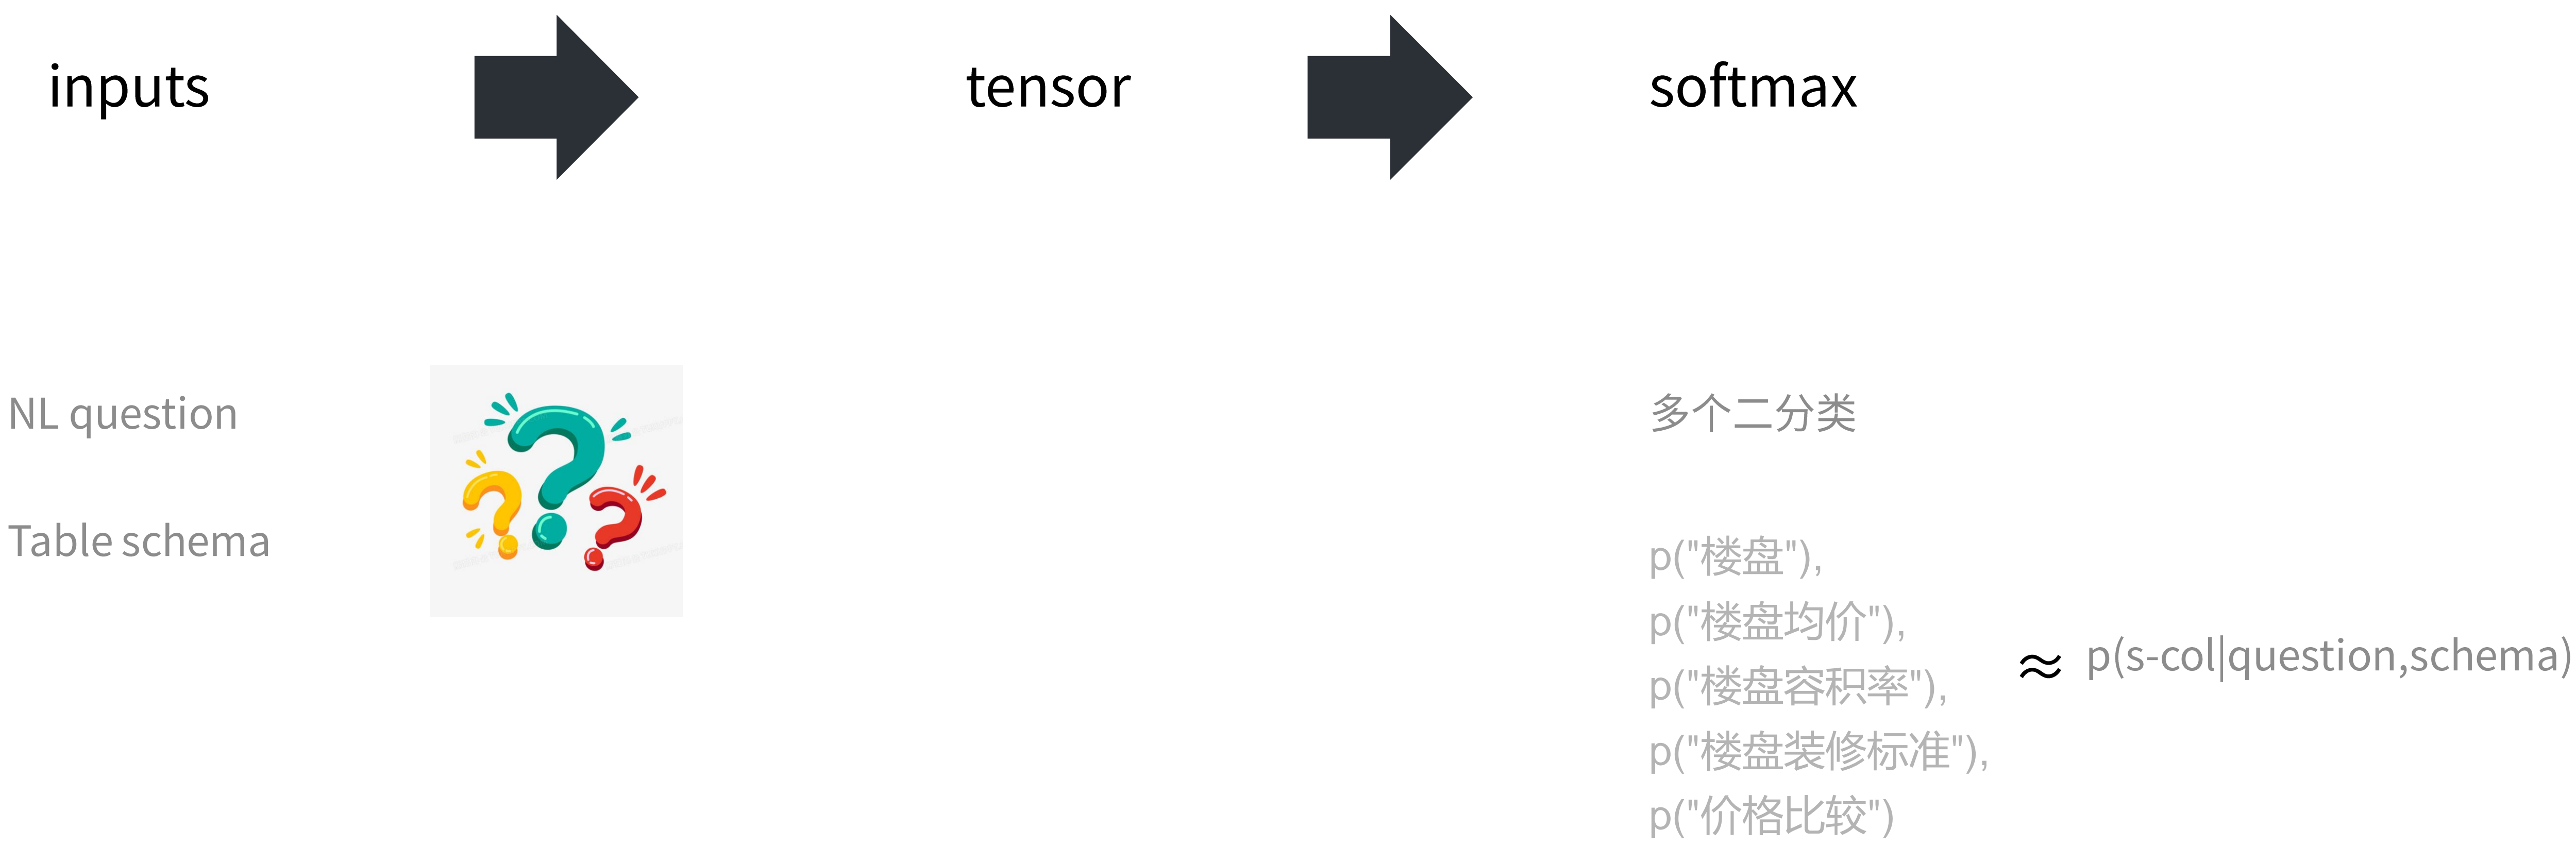 inputs
tensor
softmax
NL question
Table schema
多个二分类
p("楼盘"),
p("楼盘均价"),
p("楼盘容积率"),
p("楼盘装修标准"),
p("价格比较")
≈ p(s-col|question,schema)